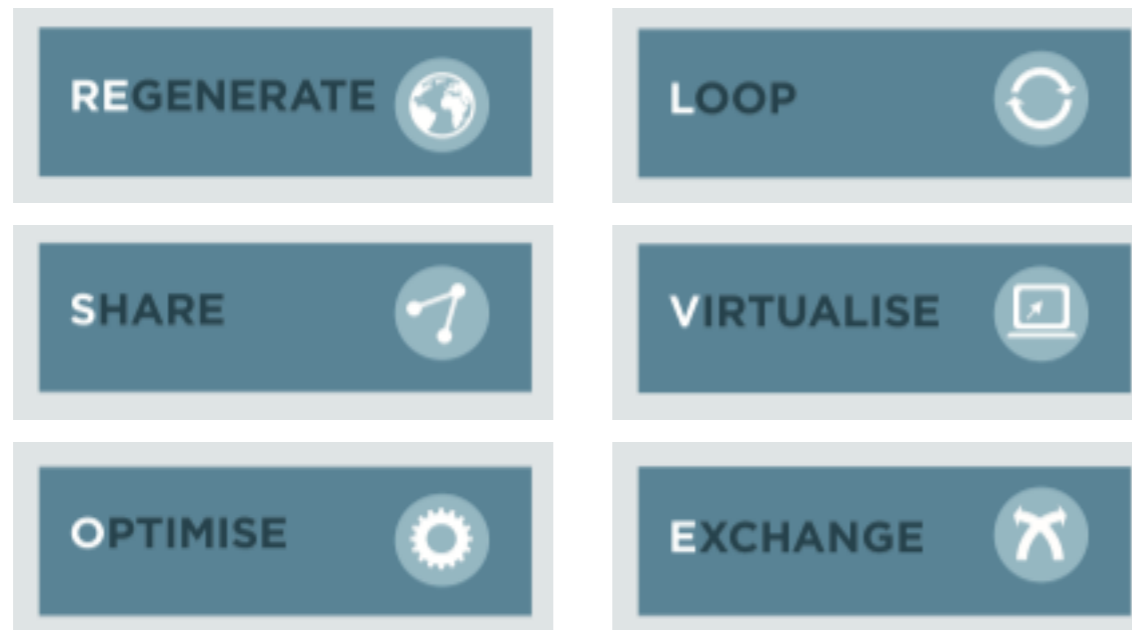 REGENERATE
SHARE
OPTIMISE
LOOP
VIRTUALISE
EXCHANGE